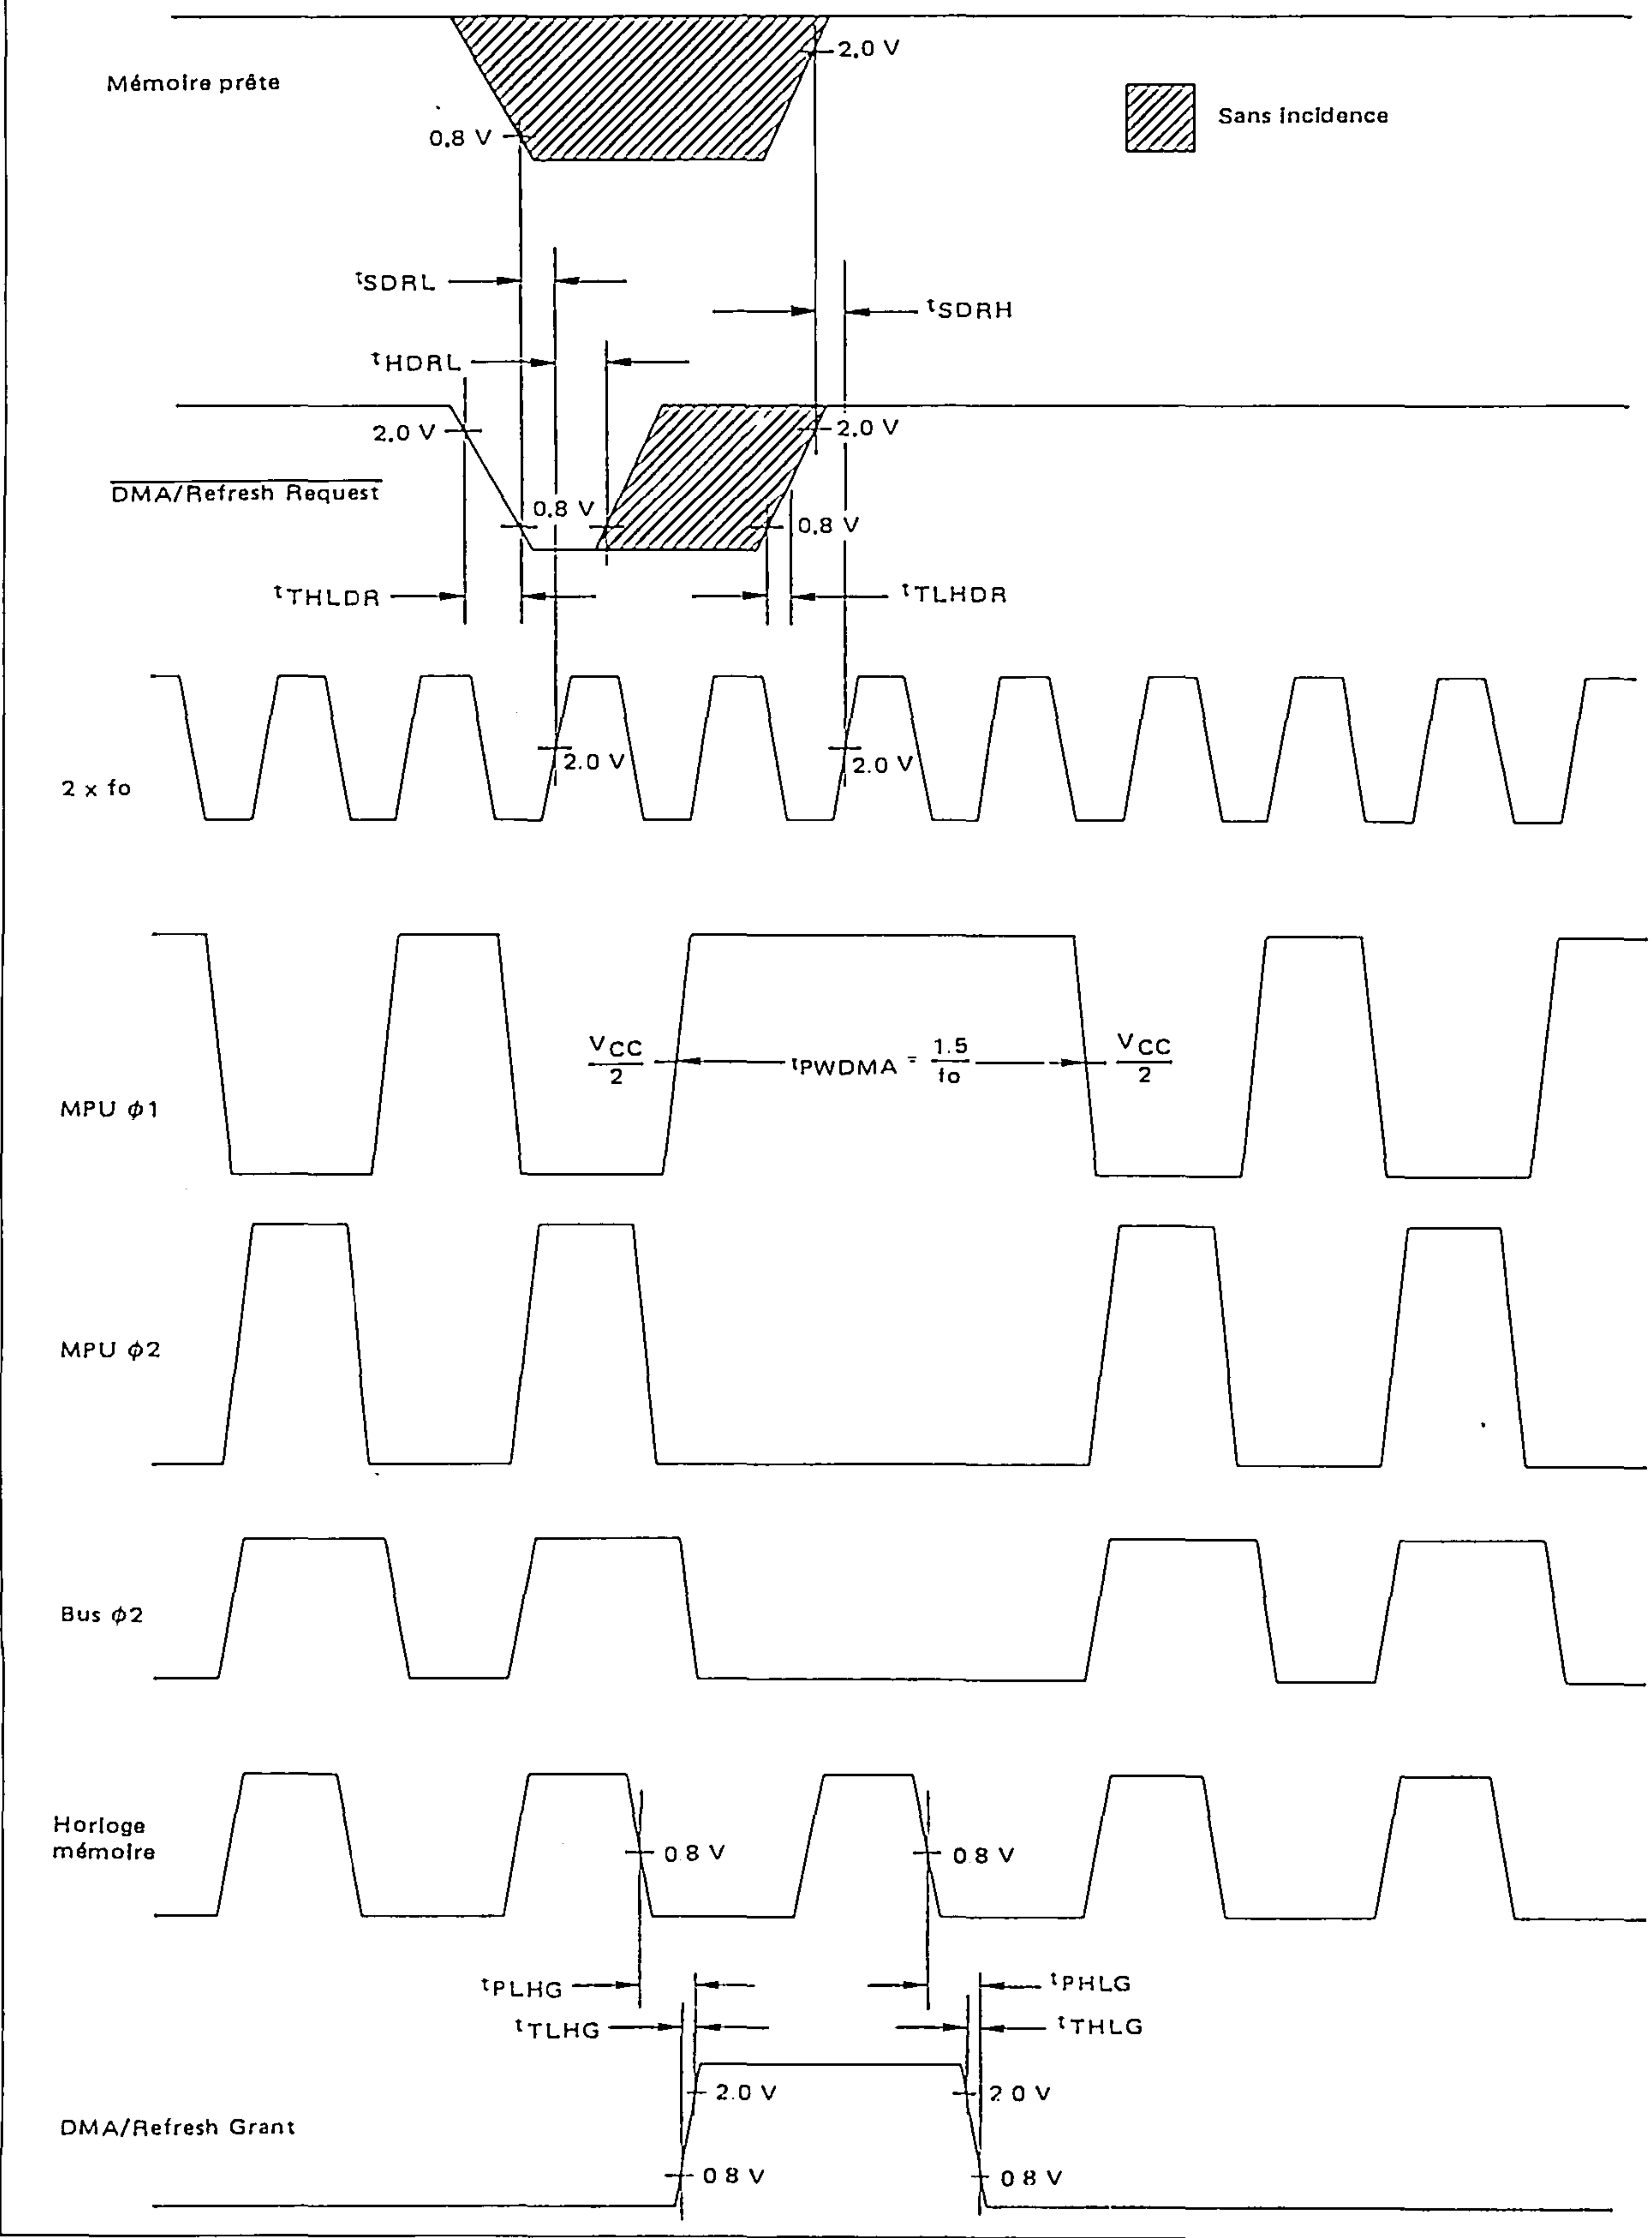 2.0 V
Mémoire prête
Sans incidence
0.8 V
tSDRL
tSDRH
tHDRL
2.0 V
2.0 V
DMA/Refresh Request
0.8 V
0.8 V
tTHLDR
tTLHDR
2.0 V
2.0 V
2 x fo
VCC
2
tPWDMA = 1.5
fo
VCC
2
MPU ϕ1
MPU ϕ2
Bus ϕ2
Horloge
mémoire
0 8 V
0 8 V
tPLHG
tPHLG
tTLHG
tTHLG
2.0 V
2 0 V
DMA/Refresh Grant
0 8 V
0 8 V